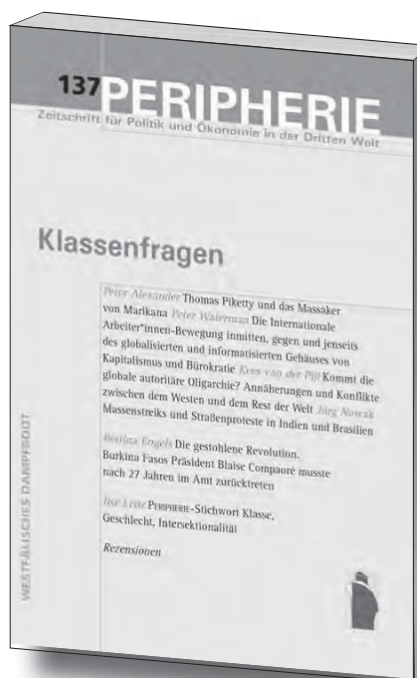 137 PERIPHERIE
Zeitschrift für Politik und Ökonomie in der Dritten Welt
Klassenfragen
Peter Alexander Thomas Piketty und das Massaker
von Marikana Peter Waterman Die Internationale
Arbeiter*innen-Bewegung inmitten, gegen und jenseits
des globalisierten und informatisierten Gehäuses von
Kapitalismus und Bürokratie Kees van der Pijl Kommt die
globale autoritäre Oligarchie? Annäherungen und Konflikte
zwischen dem Westen und dem Rest der Welt Jörg Nowak
Massenstreiks und Straßenproteste in Indien und Brasilien
Bettina Engels Die gestohlene Revolution.
Burkina Fasos Präsident Blaise Compaoré musste
nach 27 Jahren im Amt zurücktreten
Ilse Lenz PERIPHERIE-Stichwort Klasse,
Geschlecht, Intersektionalität
Rezensionen
WESTFÄLISCHES DAMPFBOOT